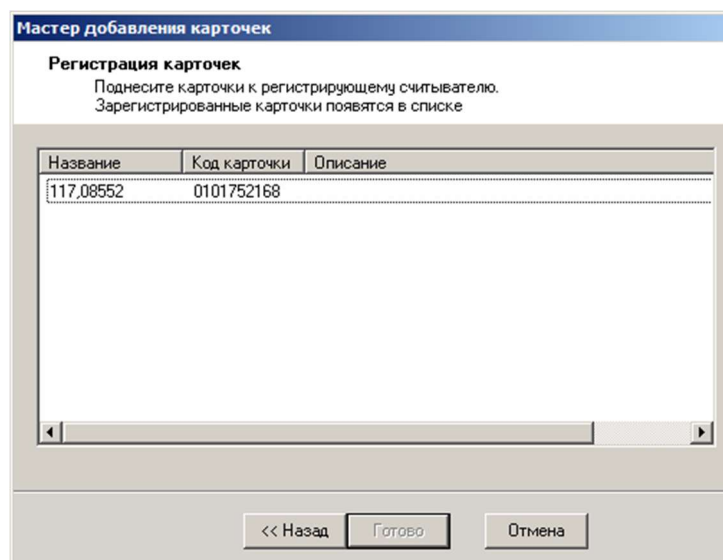 Мастер добавления карточек
Регистрация карточек
Поднесите карточки к регистрирующему считывателю.
Зарегистрированные карточки появятся в списке
Название Код карточки Описание
117,08552 0101752168
<< Назад Готово Отмена